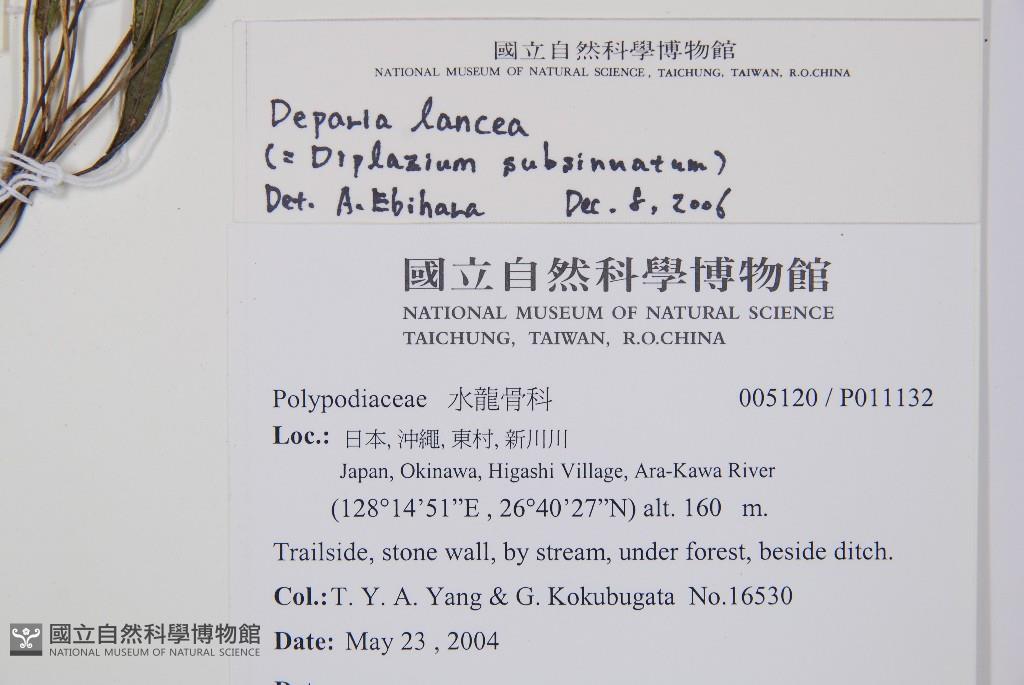 國立自然科學博物館
NATIONAL MUSEUM OF NATURAL SCIENCE, TAICHUNG, TAIWAN, R.O.CHINA
Deparia lancea
(= Diplazium subsinnatum)
Det. A. Ebihara Dec. 8, 2006
國立自然科學博物館
NATIONAL MUSEUM OF NATURAL SCIENCE
TAICHUNG, TAIWAN, R.O.CHINA
Polypodiaceae 水龍骨科 005120 / P011132
Loc.: 日本, 沖繩, 東村, 新川川
Japan, Okinawa, Higashi Village, Ara-Kawa River
(128°14’51”E , 26°40’27”N) alt. 160 m.
Trailside, stone wall, by stream, under forest, beside ditch.
Col.: T. Y. A. Yang & G. Kokubugata No.16530
Date: May 23 , 2004
國立自然科學博物館
NATIONAL MUSEUM OF NATURAL SCIENCE